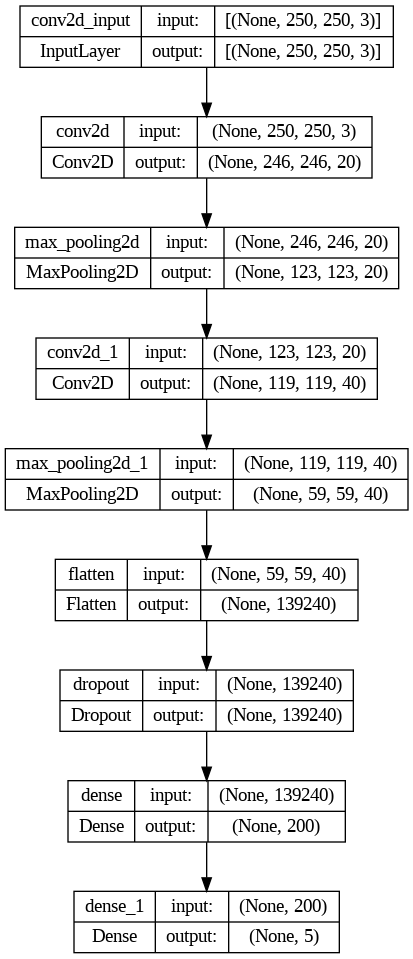 conv2d_input input: [(None, 250, 250, 3)]
InputLayer output: [(None, 250, 250, 3)]
conv2d input: (None, 250, 250, 3)
Conv2D output: (None, 246, 246, 20)
max_pooling2d input: (None, 246, 246, 20)
MaxPooling2D output: (None, 123, 123, 20)
conv2d_1 input: (None, 123, 123, 20)
Conv2D output: (None, 119, 119, 40)
max_pooling2d_1 input: (None, 119, 119, 40)
MaxPooling2D output: (None, 59, 59, 40)
flatten input: (None, 59, 59, 40)
Flatten output: (None, 139240)
dropout input: (None, 139240)
Dropout output: (None, 139240)
dense input: (None, 139240)
Dense output: (None, 200)
dense_1 input: (None, 200)
Dense output: (None, 5)